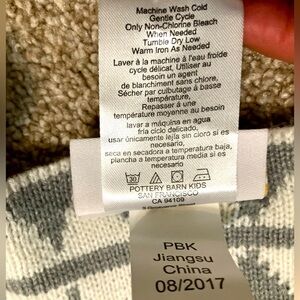 Machine Wash Cold
Gentle Cycle
Only Non-Chlorine Bleach
When Needed
Tumble Dry Low
Warm Iron As Needed
Laver à la machine à l'eau froide
cycle délicat, Utiliser au
besoin un agent
de blanchiment sans chlore,
Sécher par culbutage à basse
température,
Repasser à une
température moyenne au besoin
lavar a máquina en agua
fría ciclo delicado,
usar únicamente lejía sin cloro si es
necesario,
seca en secadora a temperatura baja,
plancha a temperatura media si es
necesario.
30
POTTERY BARN KIDS
SAN FRANCISCO
CA 94109
PBK
Jiangsu
China
08/2017